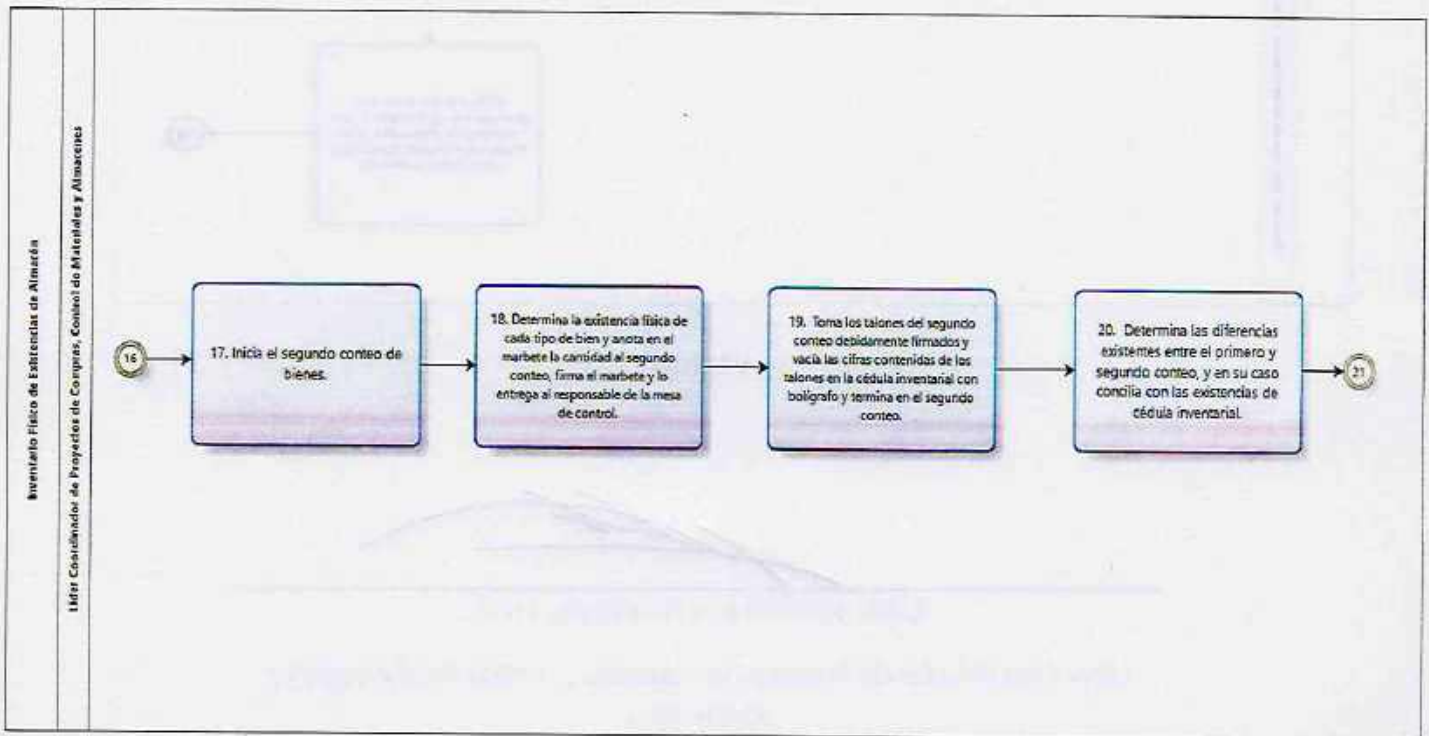 Inventario Físico de Existencias de Almacén
Líder Coordinador de Proyectos de Compras, Control de Materiales y Almacenes
16
17. Inicia el segundo conteo de
bienes.
18. Determina la existencia física de
cada tipo de bien y anota en el
marbete la cantidad al segundo
conteo, firma el marbete y lo
entrega al responsable de la mesa
de control.
19. Toma los talones del segundo
conteo debidamente firmados y
vacía las cifras contenidas de los
talones en la cédula inventarial con
bolígrafo y termina en el segundo
conteo.
20. Determina las diferencias
existentes entre el primero y
segundo conteo, y en su caso
concilia con las existencias de
cédula inventarial.
21